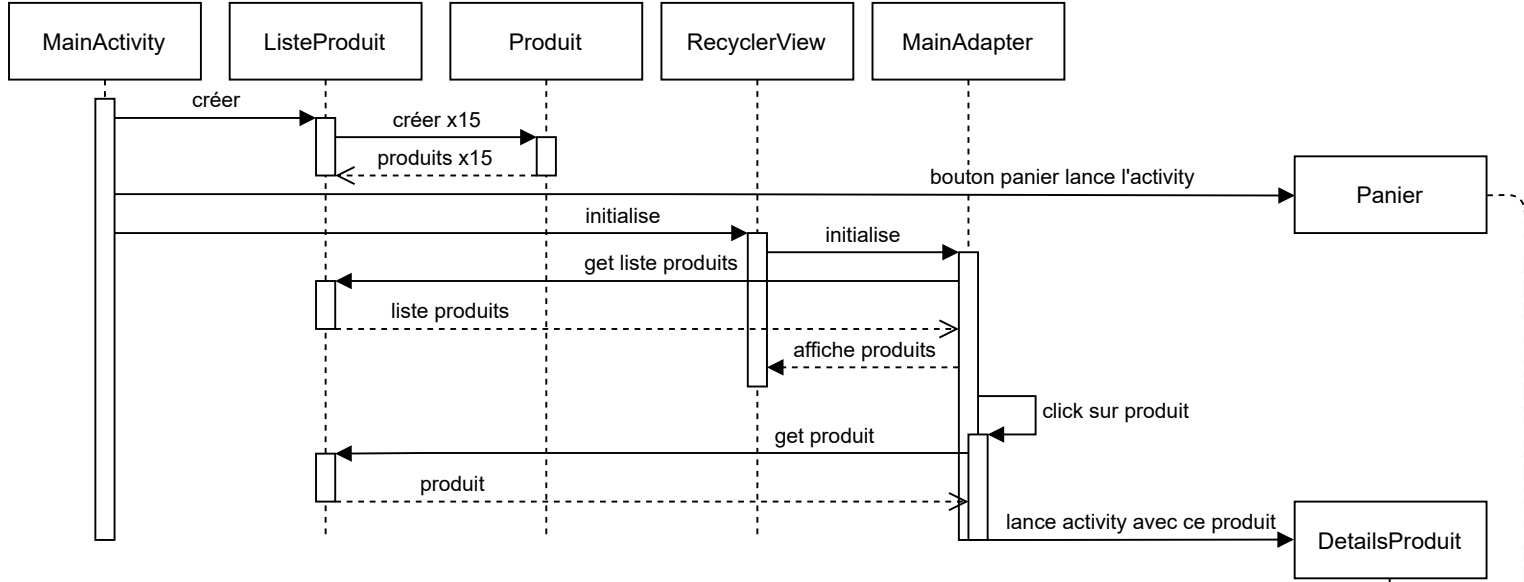 MainActivity
ListeProduit
Produit
RecyclerView
MainAdapter
créer
créer x15
produits x15
bouton panier lance l'activity
Panier
initialise
initialise
get liste produits
liste produits
affiche produits
click sur produit
get produit
produit
lance activity avec ce produit
DetailsProduit